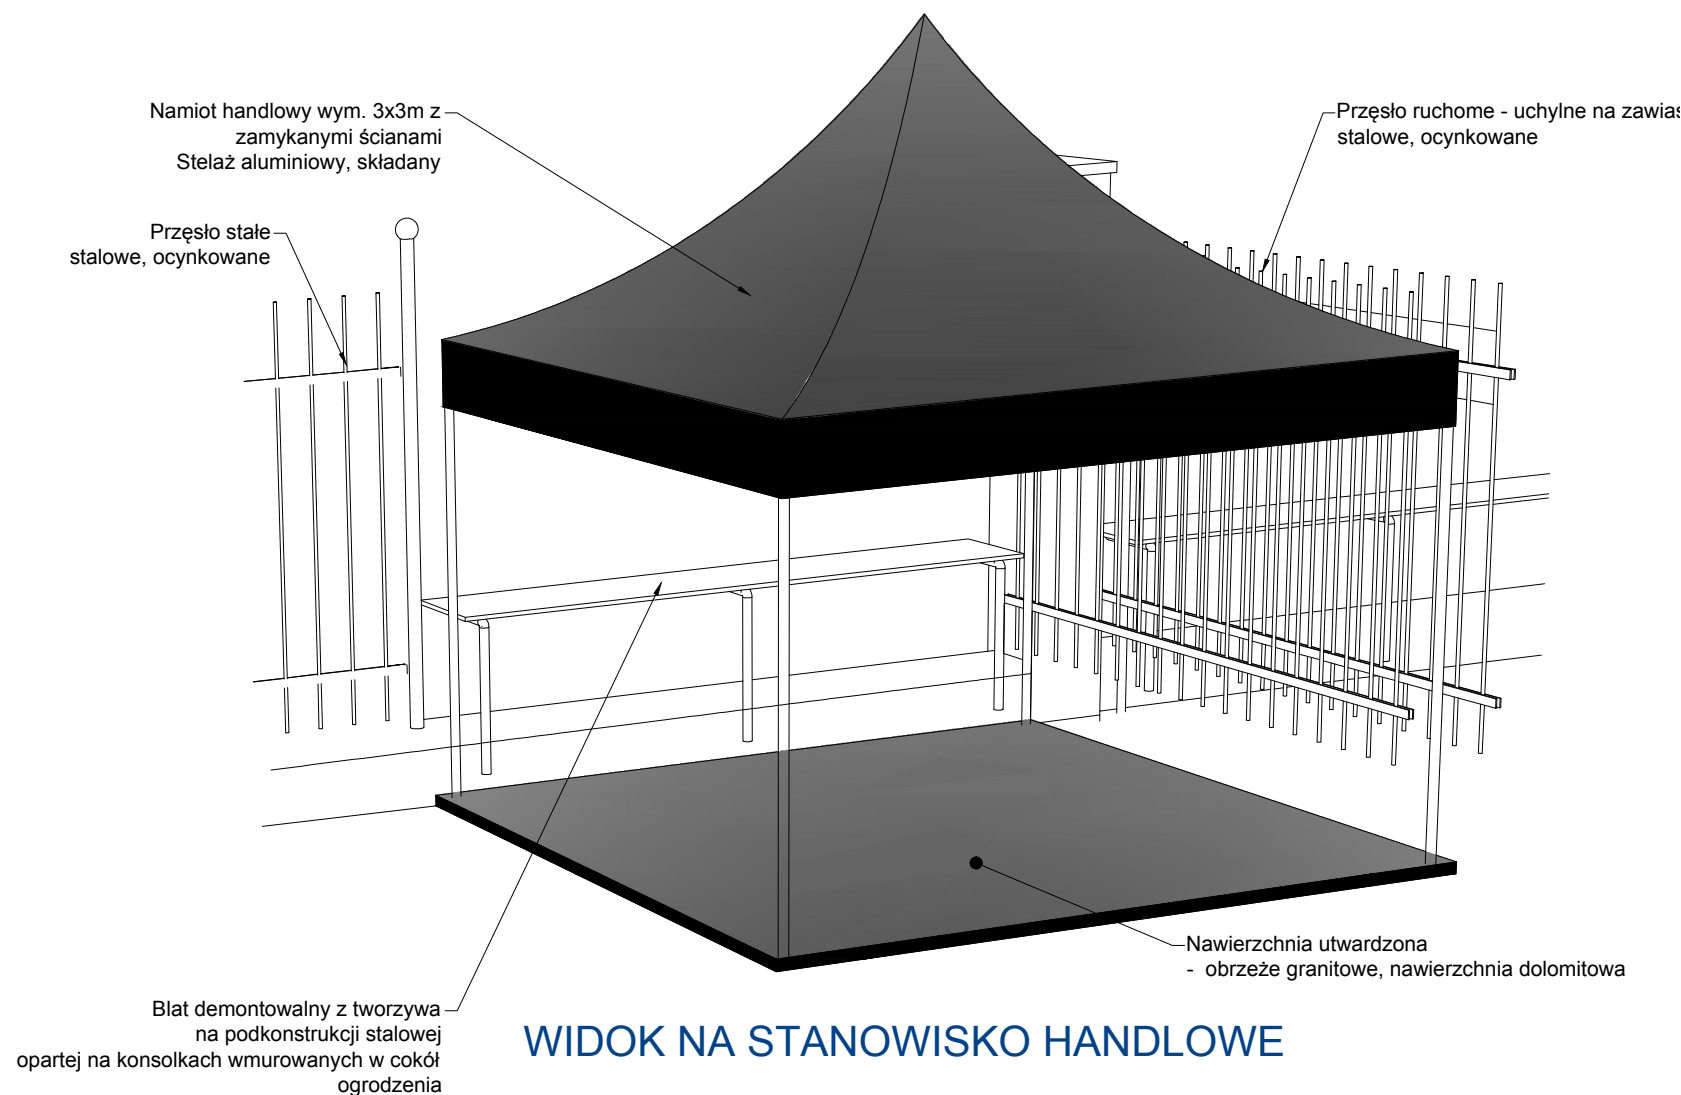 Namiot handlowy wym. 3x3m z
zamykanymi ścianami
Stelaż aluminiowy, składany
Przęsło ruchome - uchylne na
stalowe, ocynkowane
Przęsło stałe
stalowe, ocynkowane
Nawierzchnia utwardzona
- obrzeże granitowe, nawierzchnia dolomitowa
Blat demontowalny z tworzywa
na podkonstrukcji stalowej
opartej na konsolkach wmurowanych w cokół
ogrodzenia
WIDOK NA STANOWISKO HANDLOWE